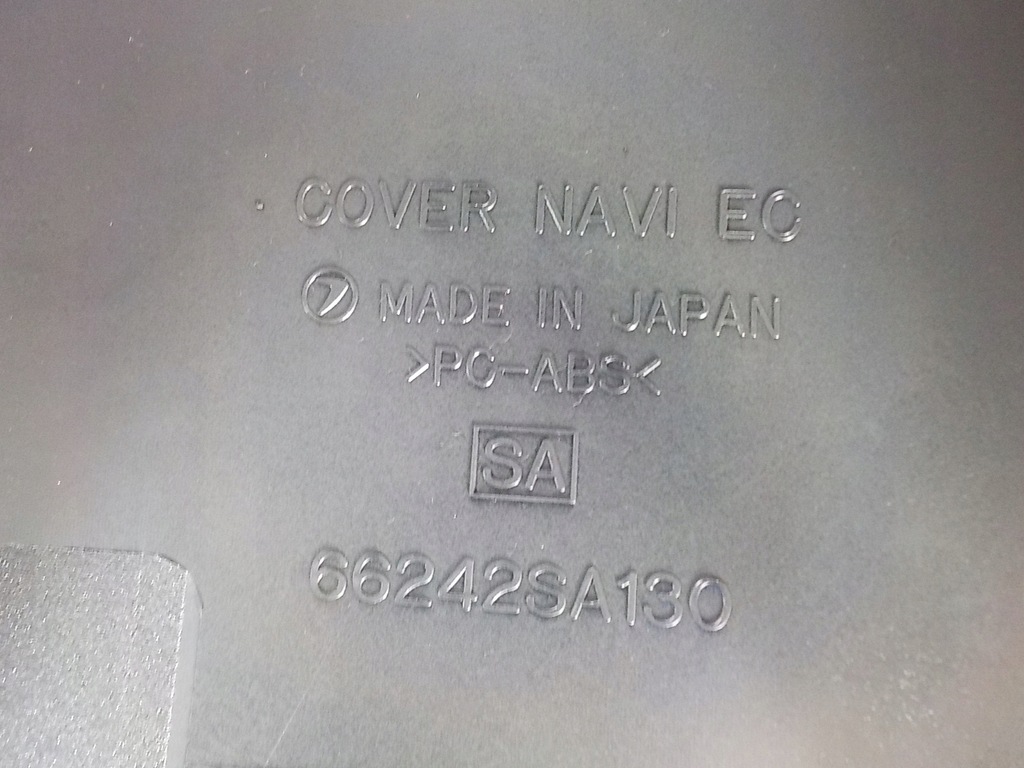 COVER NAVI EC
MADE IN JAPAN
>PC-ABS<
SA
66242SA130